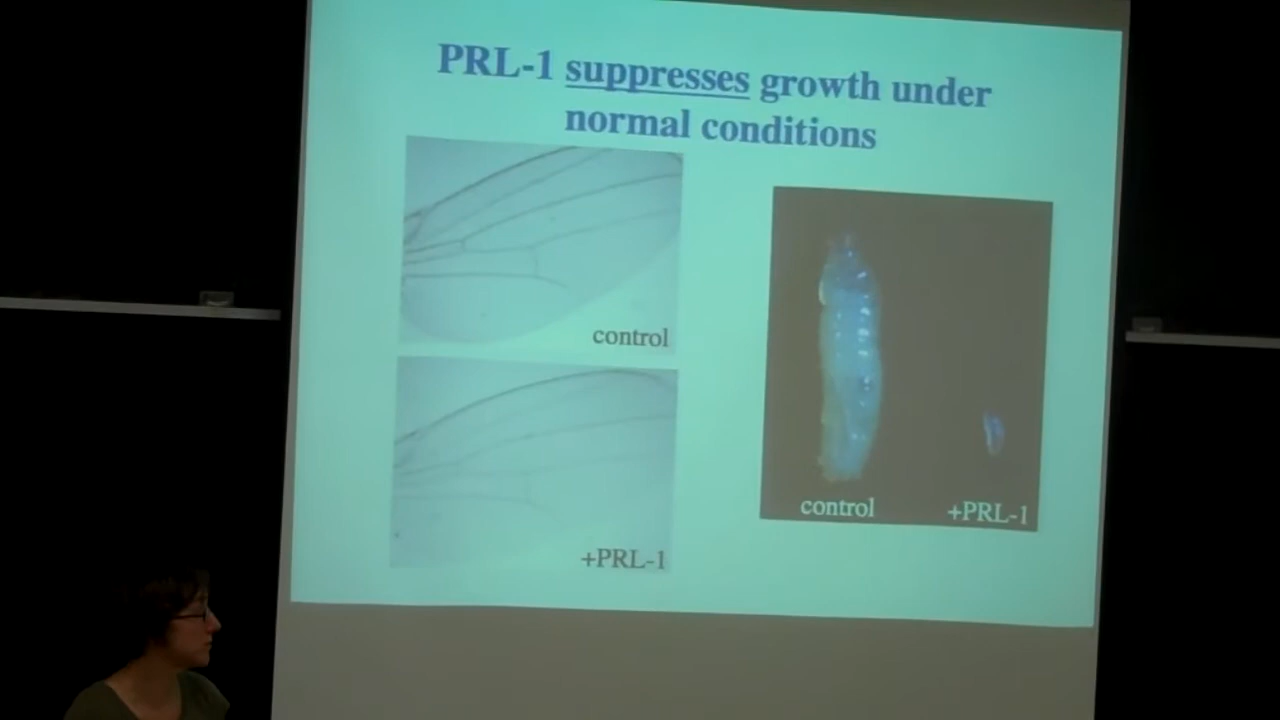 PRL-1 suppresses growth under
normal conditions
control
+PRL-1
control
+PRL-1